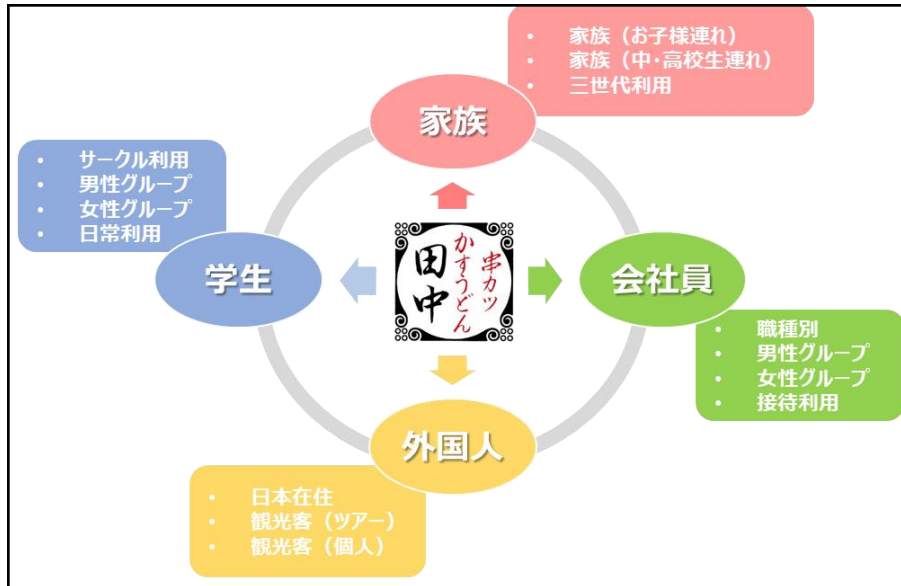 • 家族（お子様連れ）
• 家族（中・高校生連れ）
• 三世代利用
家族
• サークル利用
• 男性グループ
• 女性グループ
• 日常利用
学生
串カツ
かすうどん
田中
会社員
• 職種別
• 男性グループ
• 女性グループ
• 接待利用
外国人
• 日本在住
• 観光客（ツアー）
• 観光客（個人）